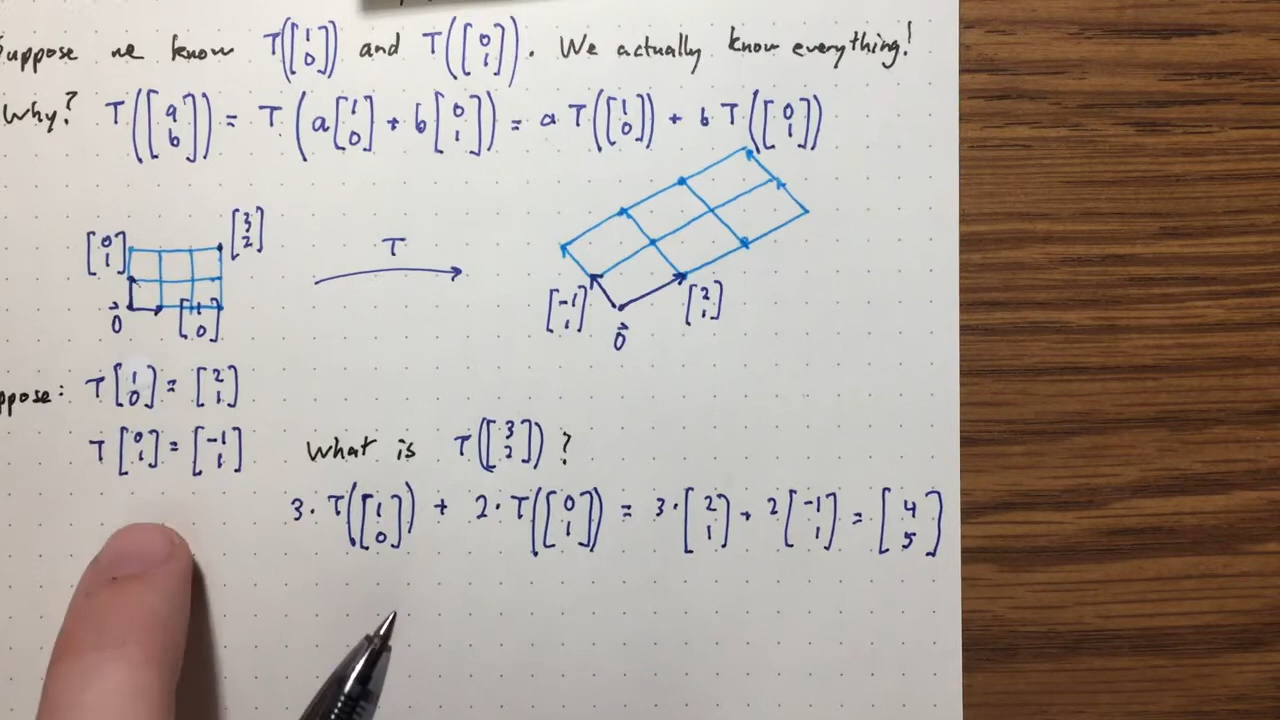 Suppose we know T([1 0]) and T([0 1]). We actually know everything!
Why? T([a b]) = T(a[1 0] + b[0 1]) = aT([1 0]) + bT([0 1])
[0 1] [3 2] 0⃗ [1 0]
T
[-1 1] 0⃗ [2 1]
ppose: T[1 0] = [2 1]
T[0 1] = [-1 1]
What is T([3 2])?
3·T([1 0]) + 2·T([0 1]) = 3·[2 1] + 2[-1 1] = [4 5]